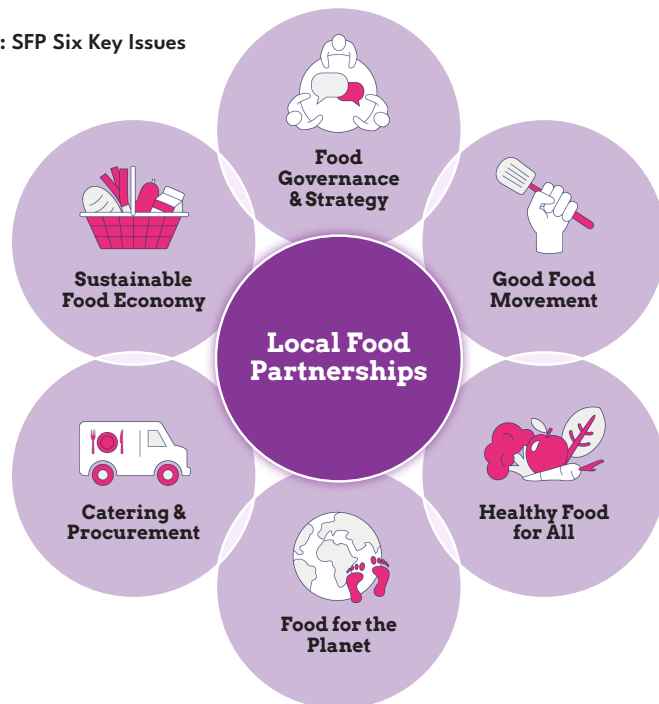 : SFP Six Key Issues
Food
Governance
& Strategy
Good Food
Movement
Healthy Food
for All
Food for the
Planet
Catering &
Procurement
Sustainable
Food Economy
Local Food
Partnerships